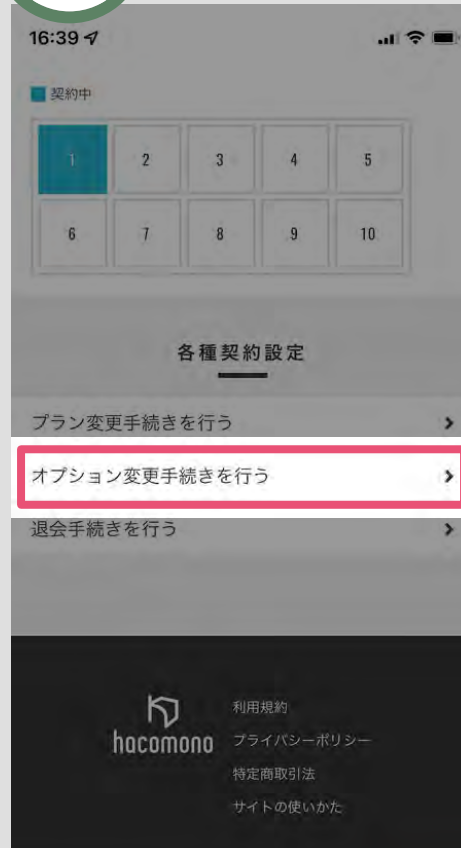 16:39
契約中
1 2 3 4 5
6 7 8 9 10
各種契約設定
プラン変更手続きを行う
オプション変更手続きを行う
退会手続きを行う
hacomono
利用規約
プライバシーポリシー
特定商取引法
サイトの使いかた